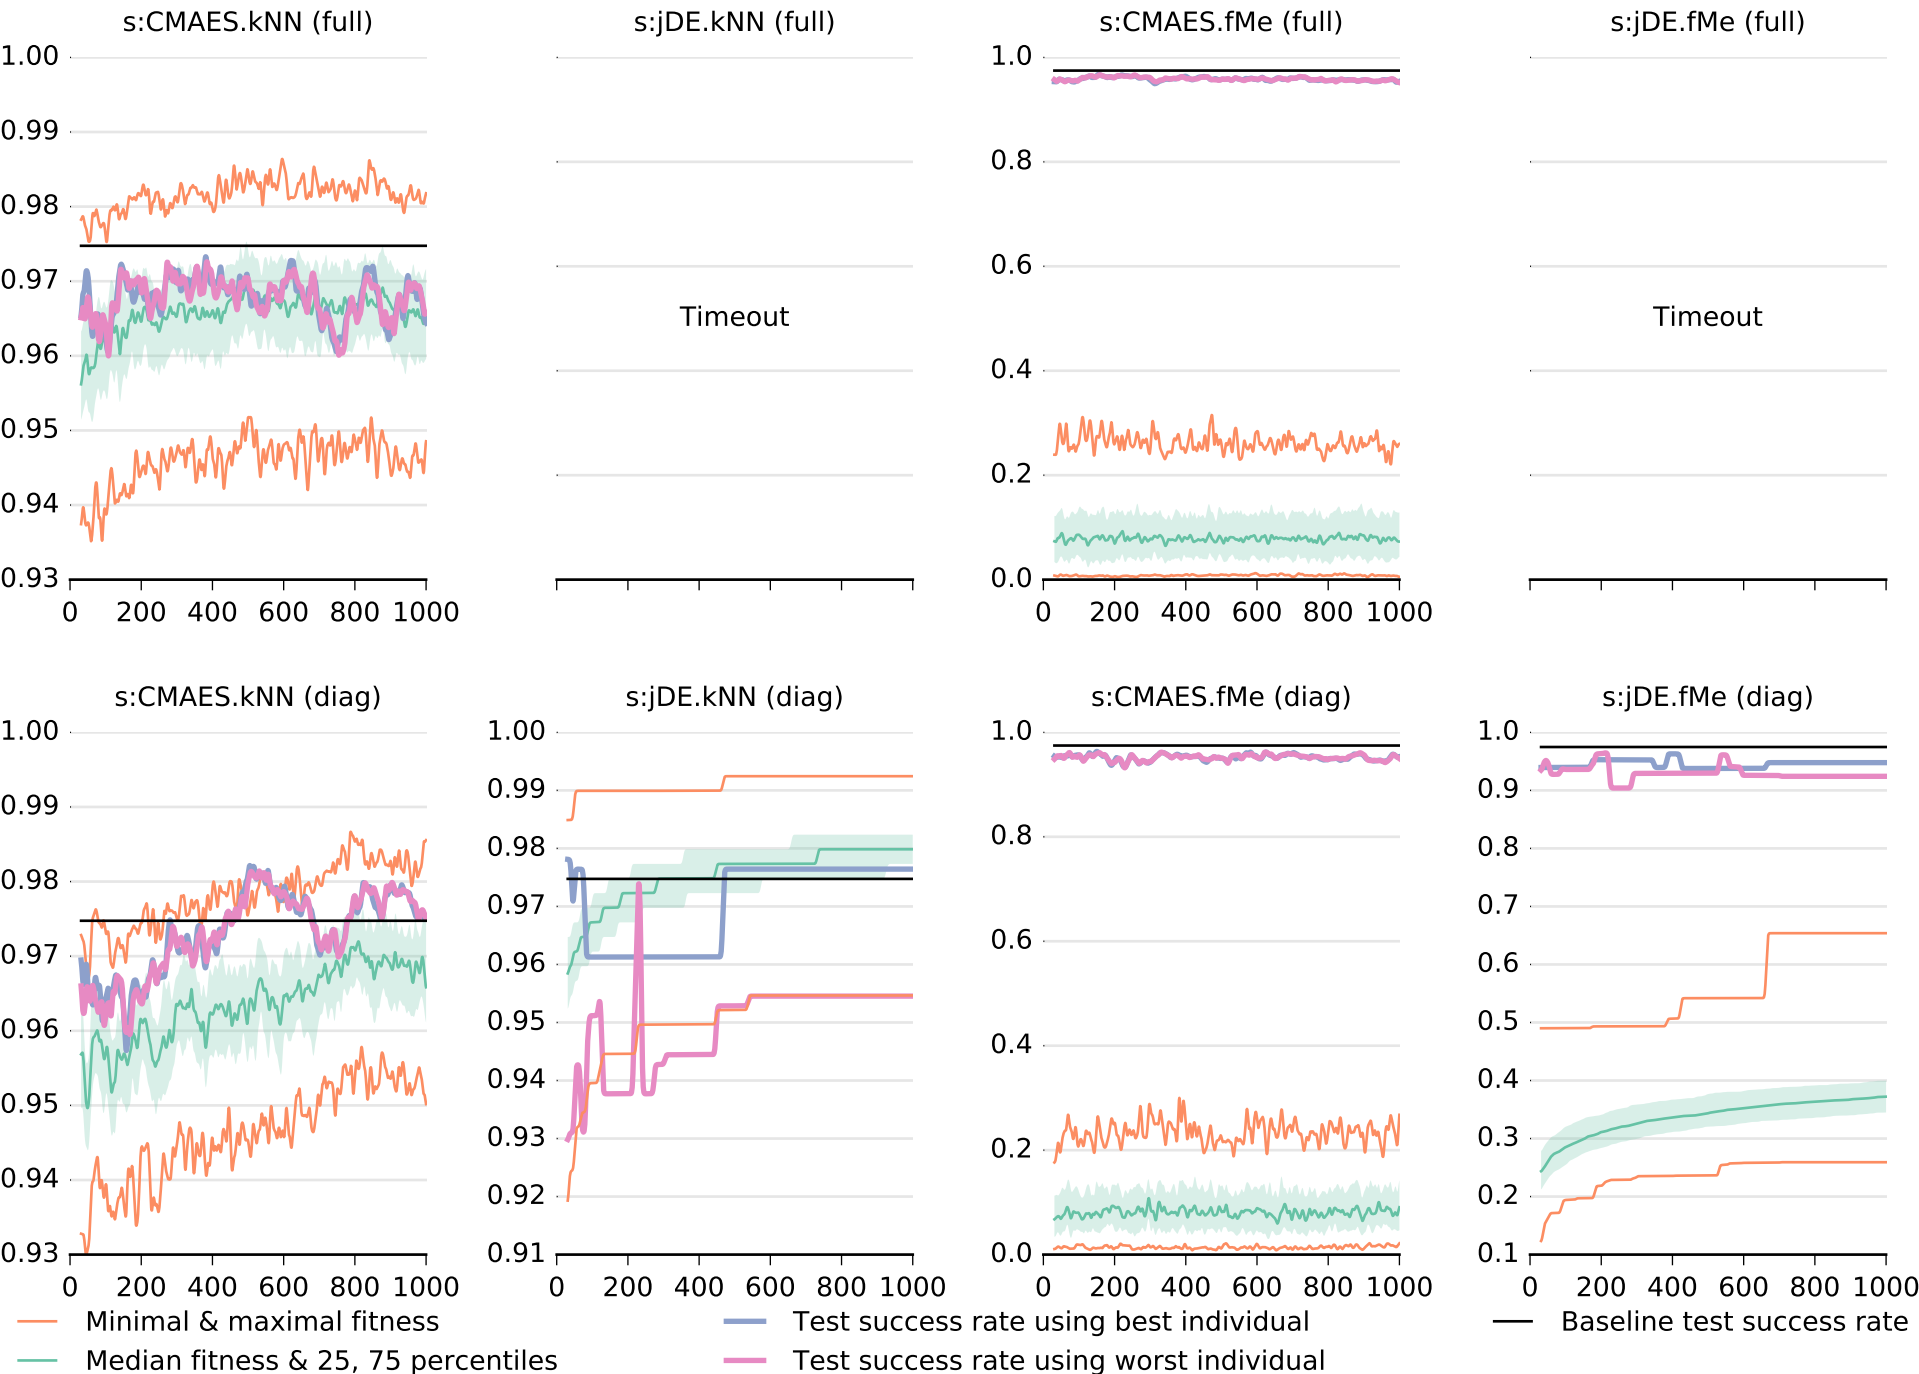 s:CMAES.kNN (full)
s:jDE.kNN (full)
s:CMAES.fMe (full)
s:jDE.fMe (full)
1.00
0.99
0.98
0.97
0.96
0.95
0.94
0.93
0 200 400 600 800 1000
Timeout
1.0
0.8
0.6
0.4
0.2
0.0
0 200 400 600 800 1000
Timeout
s:CMAES.kNN (diag)
s:jDE.kNN (diag)
s:CMAES.fMe (diag)
s:jDE.fMe (diag)
1.00
0.99
0.98
0.97
0.96
0.95
0.94
0.93
0 200 400 600 800 1000
1.00
0.99
0.98
0.97
0.96
0.95
0.94
0.93
0.92
0.91
0 200 400 600 800 1000
1.0
0.8
0.6
0.4
0.2
0.0
0 200 400 600 800 1000
1.0
0.9
0.8
0.7
0.6
0.5
0.4
0.3
0.2
0.1
0 200 400 600 800 1000
Minimal & maximal fitness
Median fitness & 25, 75 percentiles
Test success rate using best individual
Test success rate using worst individual
Baseline test success rate